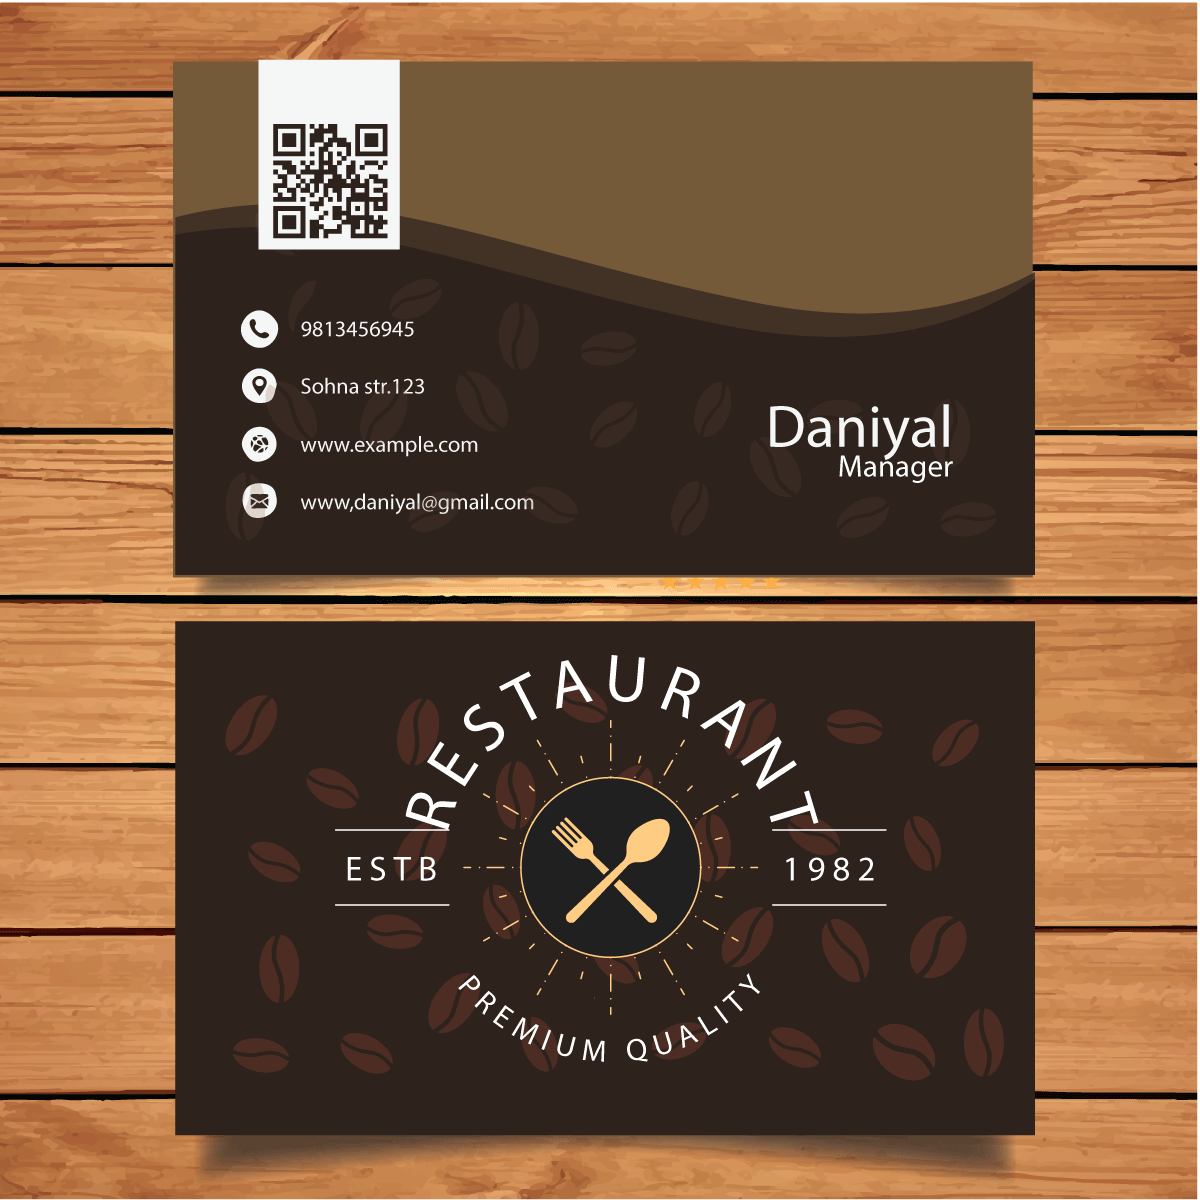 9813456945
Sohna str.123
www.example.com
www,daniyal@gmail.com
Daniyal
Manager
RESTAURANT
ESTB
1982
PREMIUM QUALITY